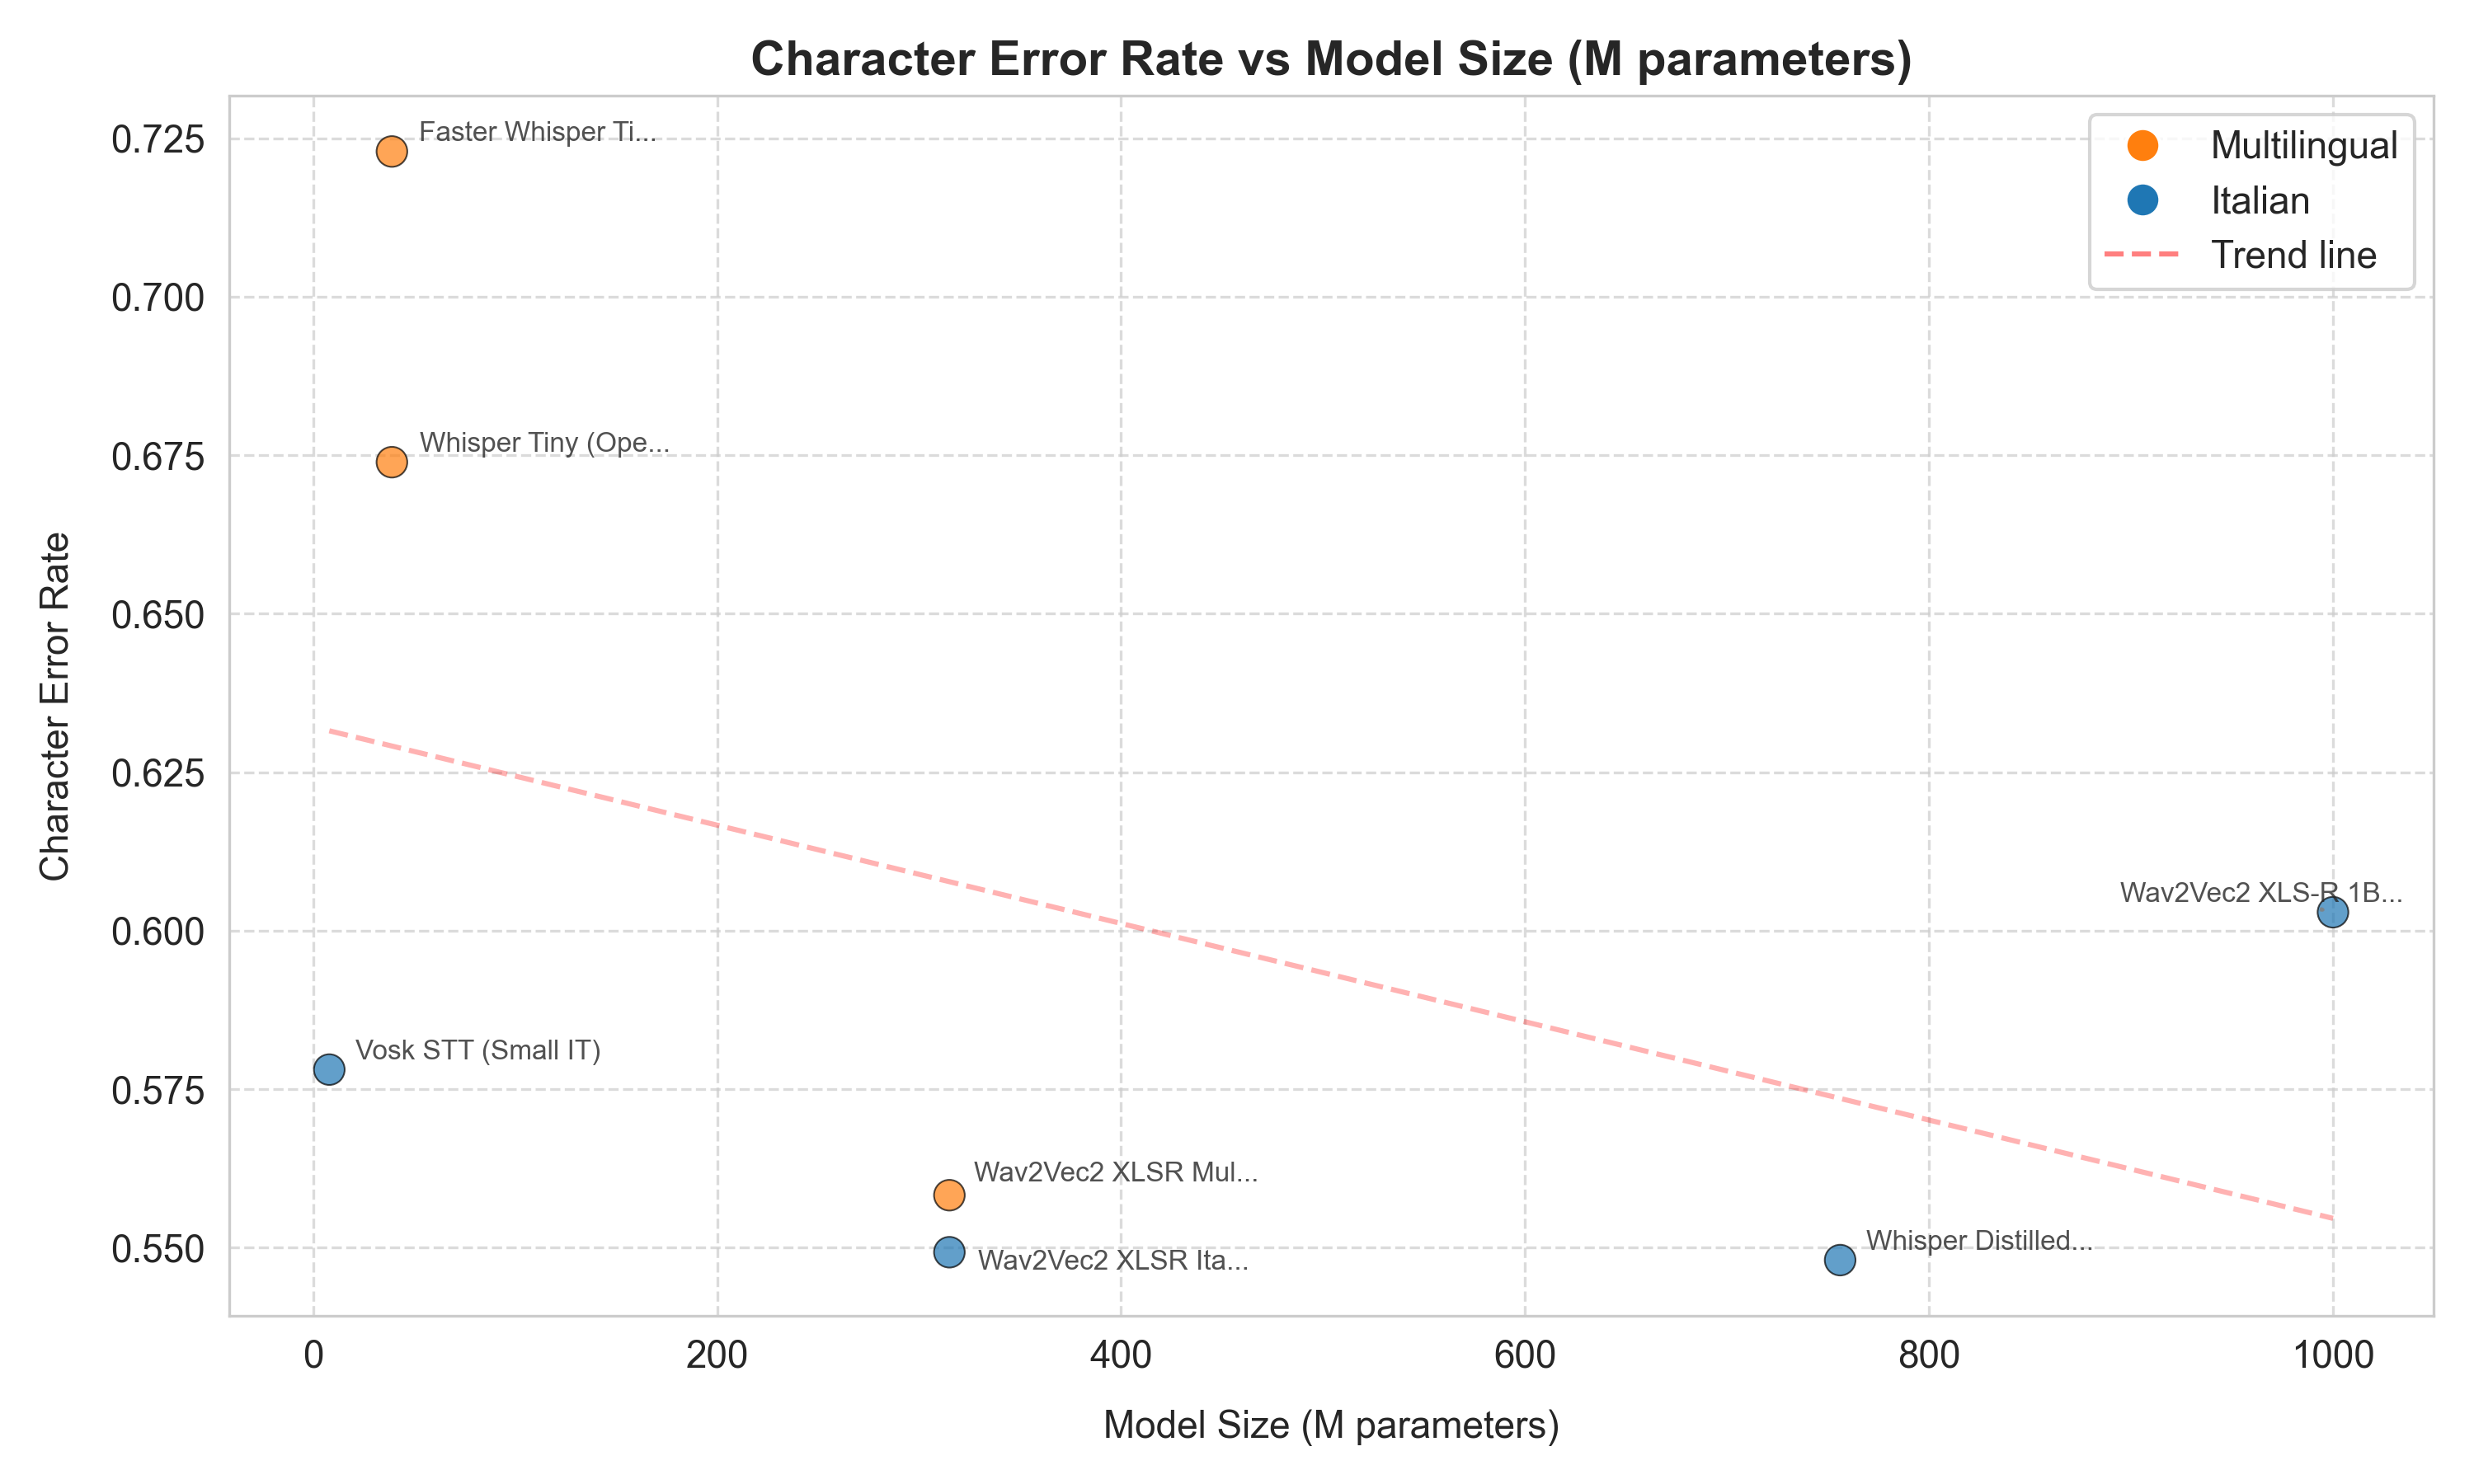 Character Error Rate vs Model Size (M parameters)
Multilingual
Italian
Trend line
Character Error Rate
0.725
0.700
0.675
0.650
0.625
0.600
0.575
0.550
Faster Whisper Ti...
Whisper Tiny (Ope...
Wav2Vec2 XLS-R 1B...
Vosk STT (Small IT)
Wav2Vec2 XLSR Mul...
Wav2Vec2 XLSR Ita...
Whisper Distilled...
0 200 400 600 800 1000
Model Size (M parameters)